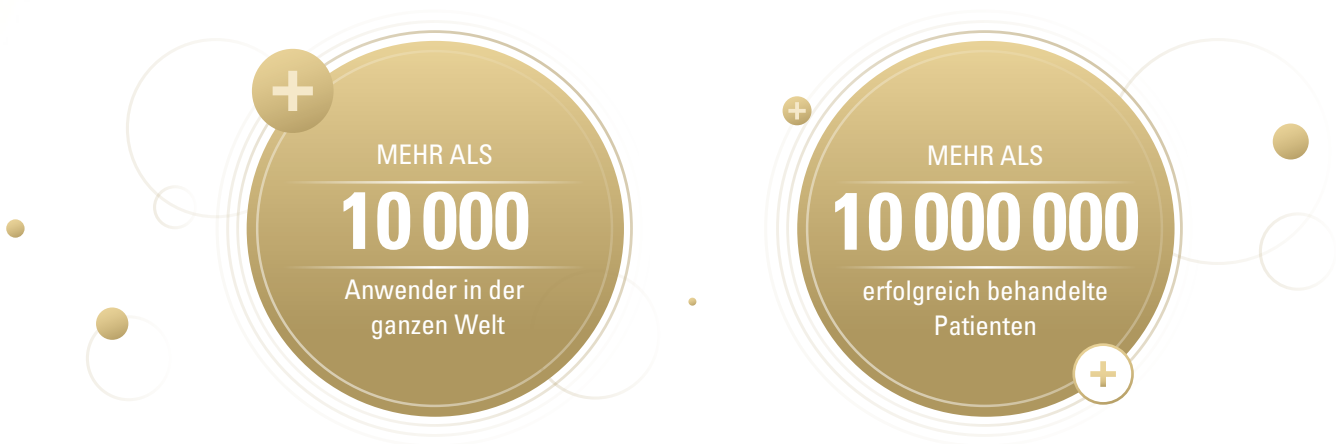 MEHR ALS
10 000
Anwender in der
ganzen Welt
MEHR ALS
10 000 000
erfolgreich behandelte
Patienten